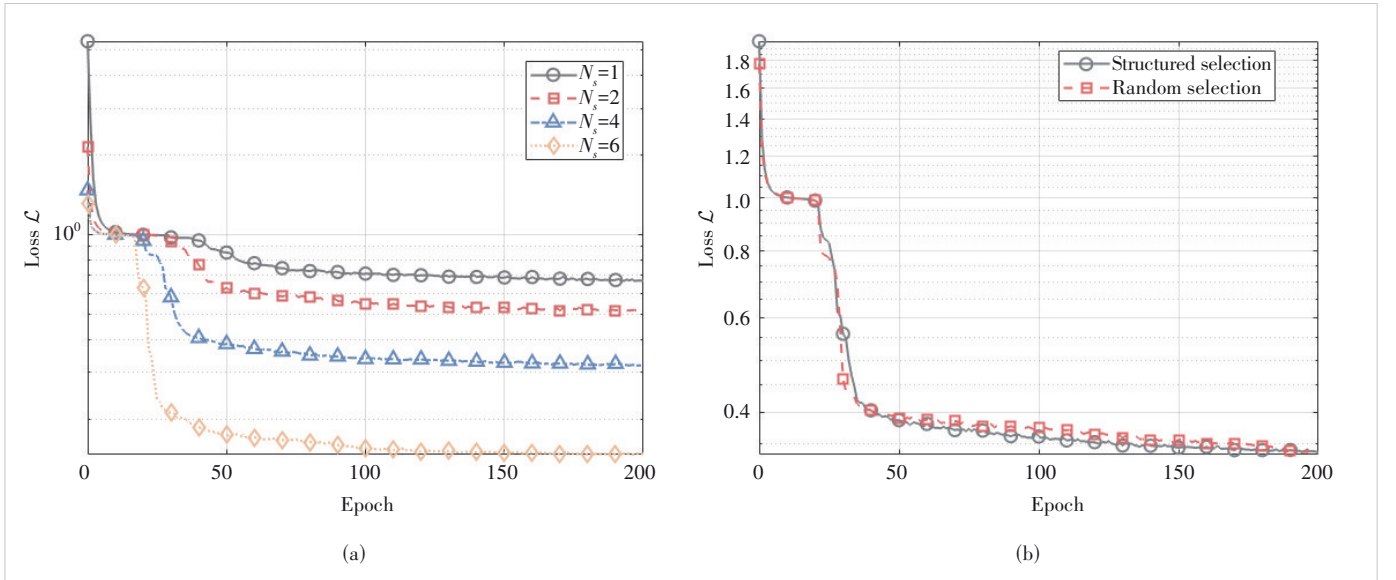 N_s=1
N_s=2
N_s=4
N_s=6
10^0
Loss ℒ
0 50 100 150 200
Epoch
(a)
Structured selection
Random selection
1.8
1.6
1.4
1.2
1.0
0.8
0.6
0.4
Loss ℒ
0 50 100 150 200
Epoch
(b)